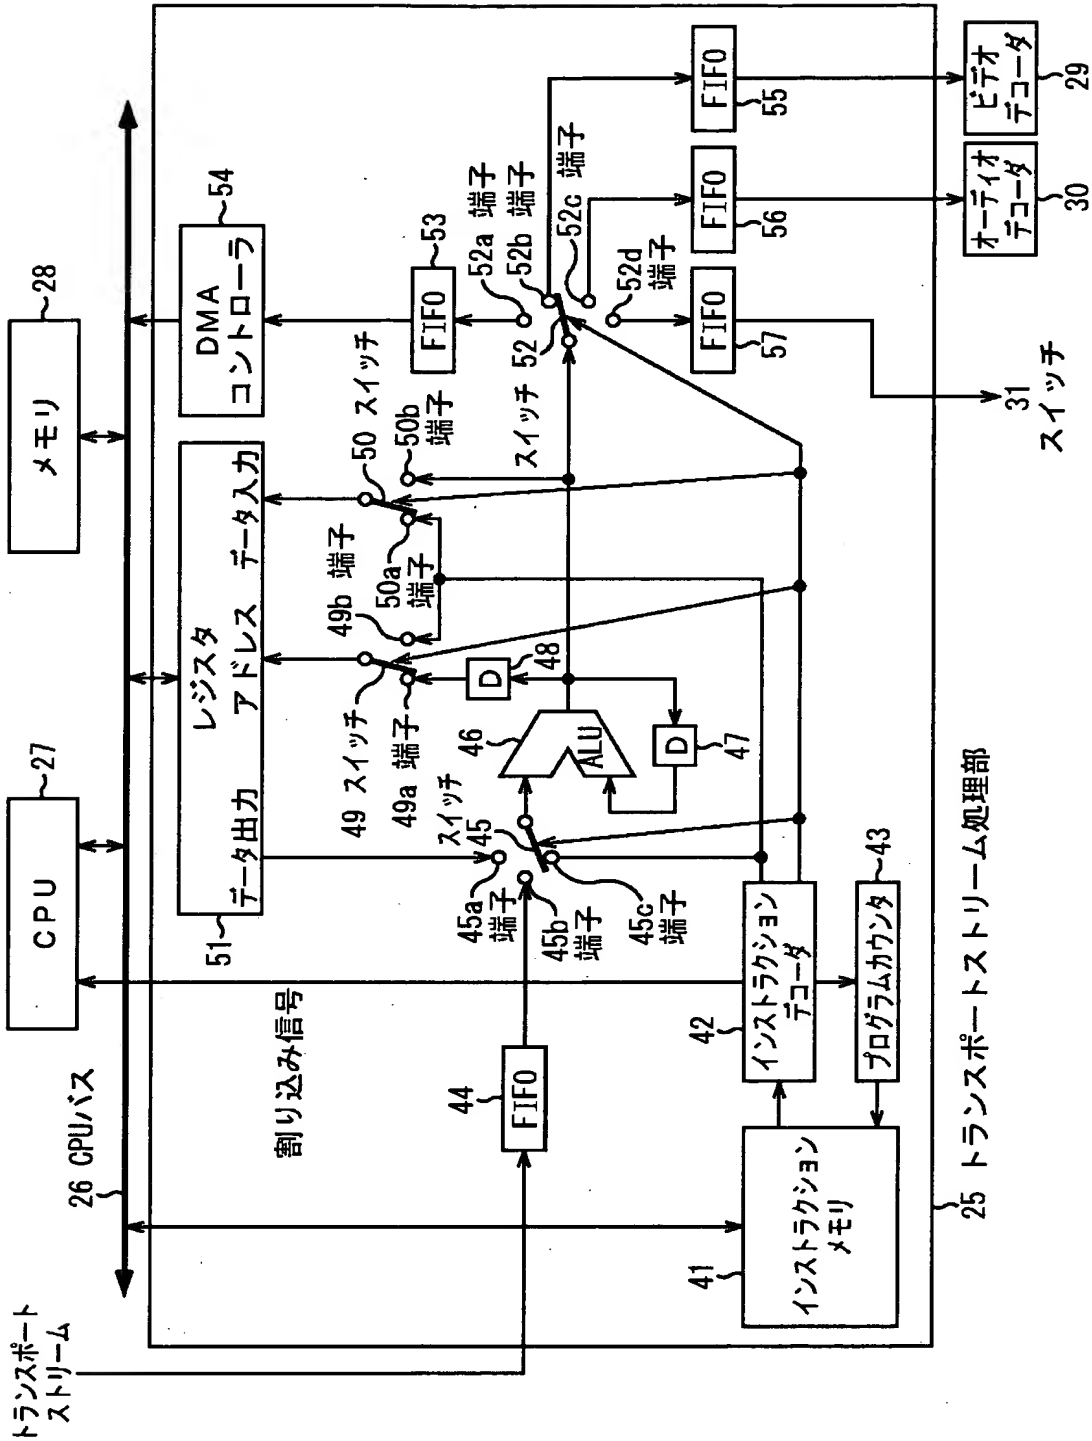 トランスポート
ストリーム
26 CPUバス
CPU
27
メモリ
28
割り込み信号
51
レジスタ
データ出力
アドレス
データ入力
DMA
コントローラ
54
44
FIFO
45a
端子
45b
端子
45c
端子
スイッチ
45
46
ALU
D
47
D
48
49 スイッチ
49a 端子
49b 端子
50 スイッチ
50a
端子
50b
端子
スイッチ
52
52a 端子
52b 端子
52c 端子
52d
端子
FIFO
53
FIFO
55
FIFO
56
FIFO
57
ビデオ
デコーダ
29
オーディオ
デコーダ
30
31
スイッチ
41
インストラクション
メモリ
42
インストラクション
デコーダ
プログラムカウンタ
43
25 トランスポートストリーム処理部